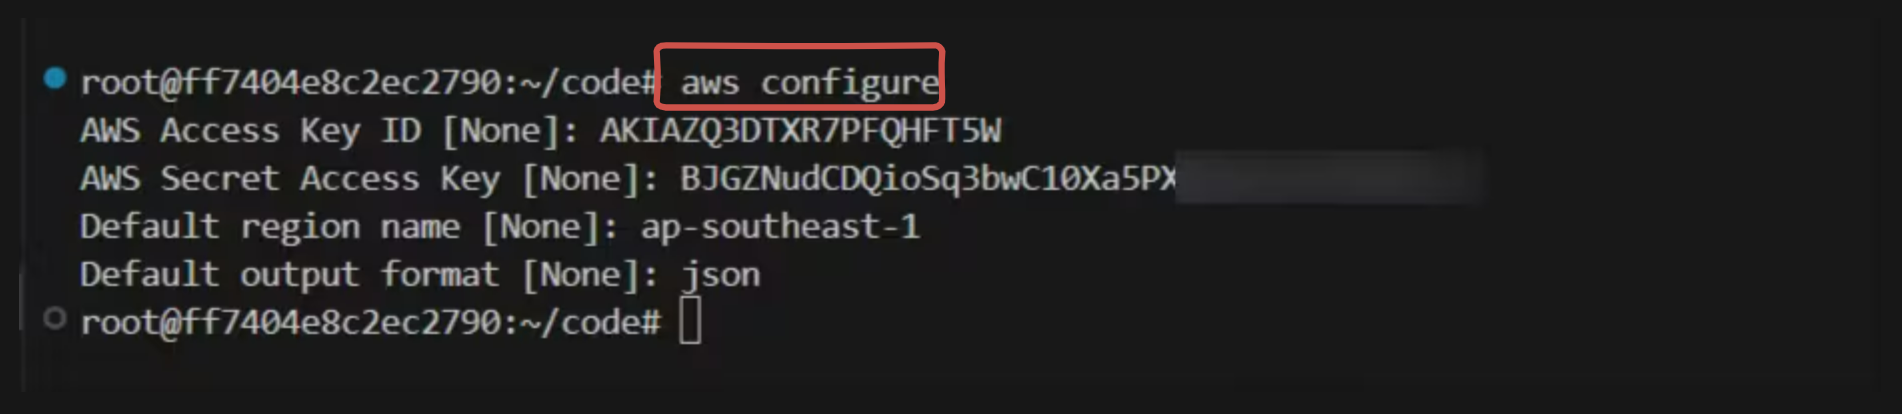 root@ff7404e8c2ec2790:~/code# aws configure
AWS Access Key ID [None]: AKIAZQ3DTXR7PFQHFT5W
AWS Secret Access Key [None]: BJGZNudCDQioSq3bwC10Xa5PX
Default region name [None]: ap-southeast-1
Default output format [None]: json
root@ff7404e8c2ec2790:~/code#